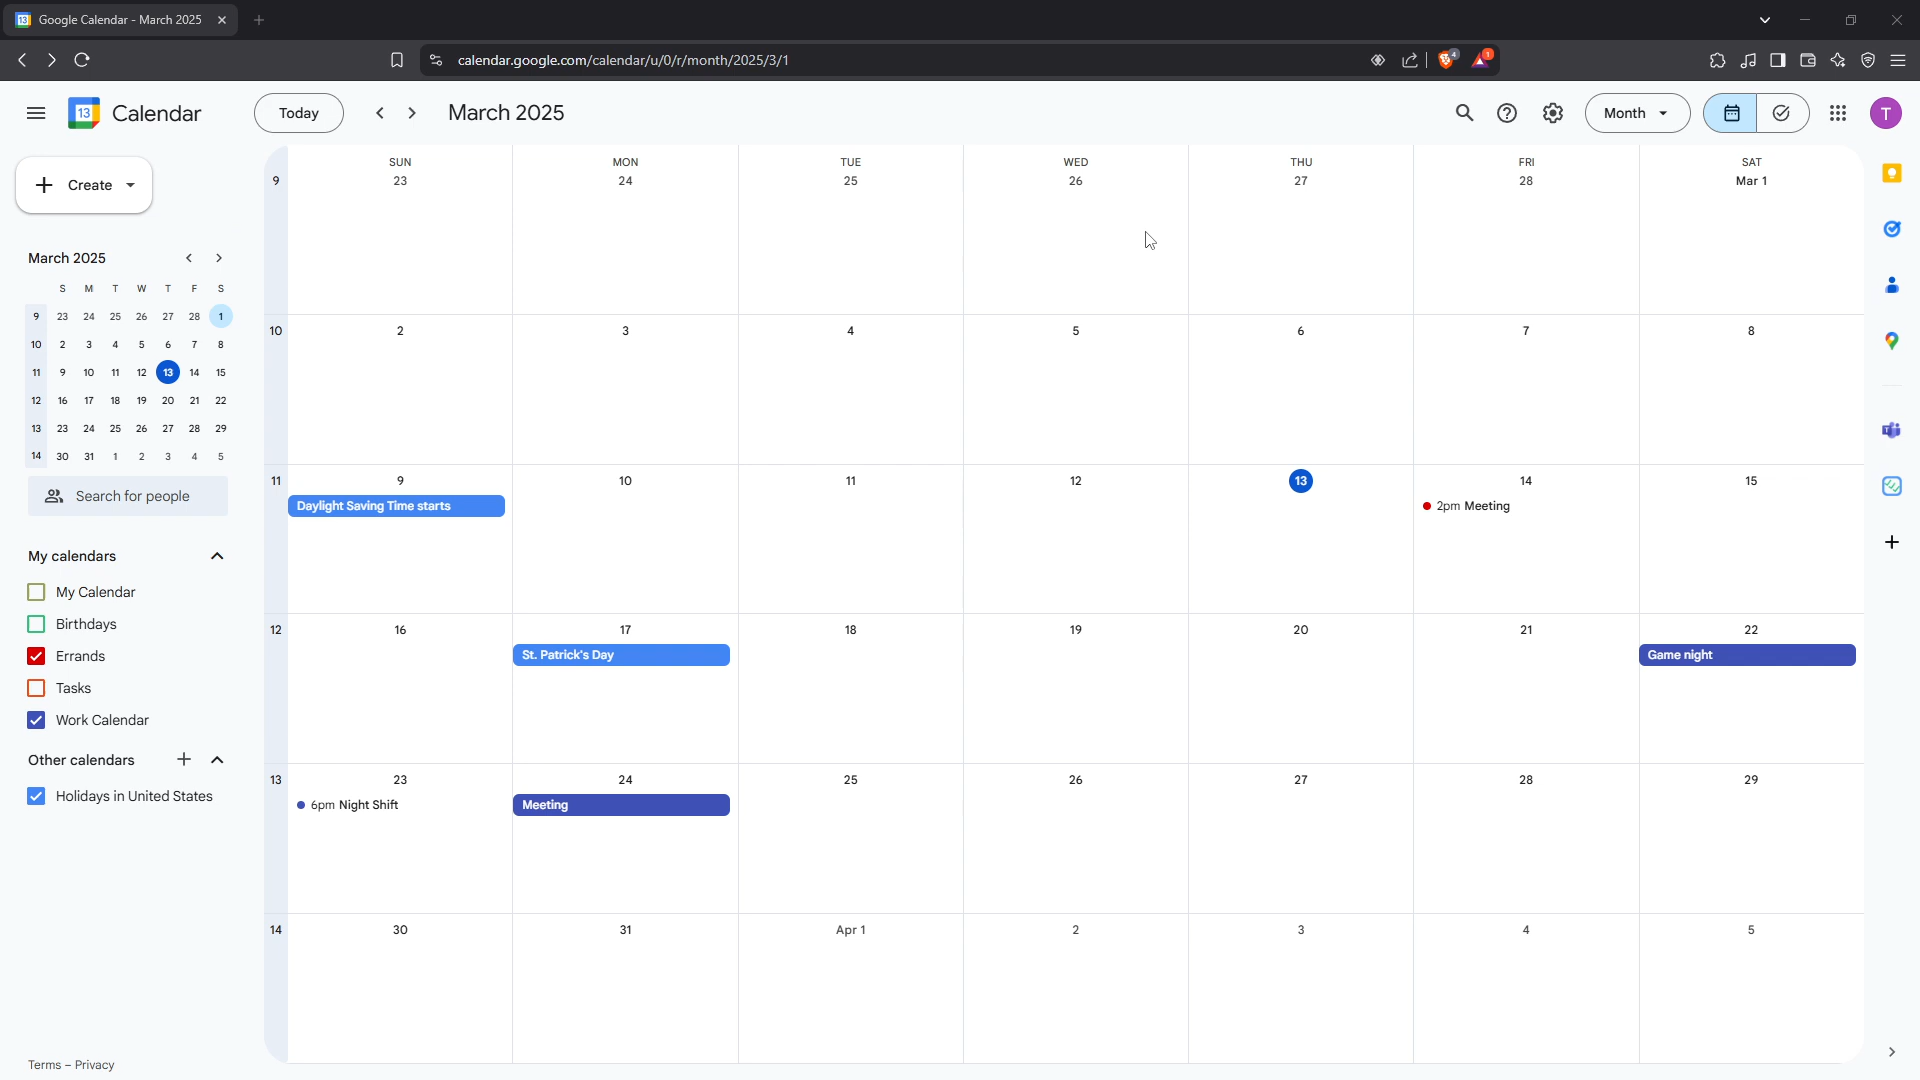 Google Calendar - March 2025
calendar.google.com/calendar/u/0/r/month/2025/3/1
4
1
13 Calendar
Today
March 2025
Month
T
Create
March 2025
S M T W T F S
9 23 24 25 26 27 28 1
10 2 3 4 5 6 7 8
11 9 10 11 12 13 14 15
12 16 17 18 19 20 21 22
13 23 24 25 26 27 28 29
14 30 31 1 2 3 4 5
Search for people
My calendars
My Calendar
Birthdays
Errands
Tasks
Work Calendar
Other calendars
Holidays in United States
Terms – Privacy
SUN MON TUE WED THU FRI SAT
9 23 24 25 26 27 28 Mar 1
10 2 3 4 5 6 7 8
11 9 10 11 12 13 14 15
Daylight Saving Time starts
2pm Meeting
12 16 17 18 19 20 21 22
St. Patrick's Day
Game night
13 23 24 25 26 27 28 29
6pm Night Shift
Meeting
14 30 31 Apr 1 2 3 4 5